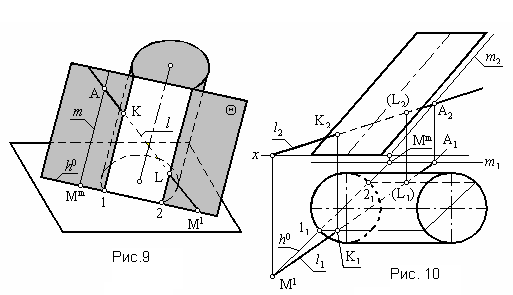 Θ
A
K
m
l
h⁰
L
Mᵐ
1
2
Mˡ
Рис.9
m₂
(L₂)
K₂
A₂
l₂
Mᵐ
A₁
x
m₁
2₁
(L₁)
1₁
h⁰
l₁
K₁
Mˡ
Рис. 10